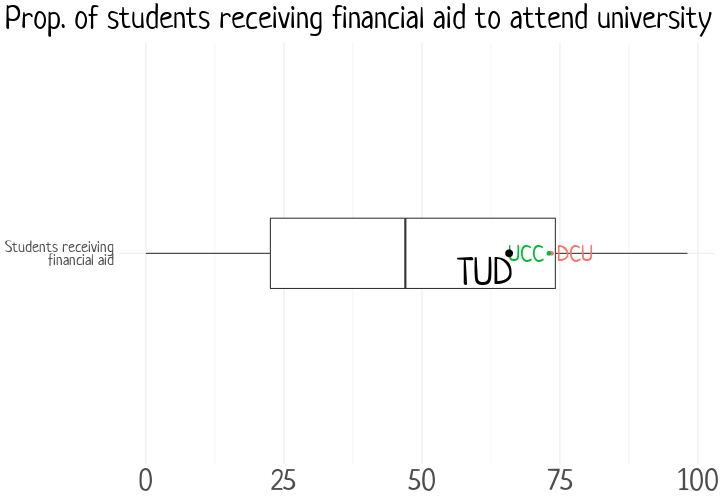 Prop. of students receiving financial aid to attend university
Students receiving
financial aid
UCC
DCU
TUD
0 25 50 75 100